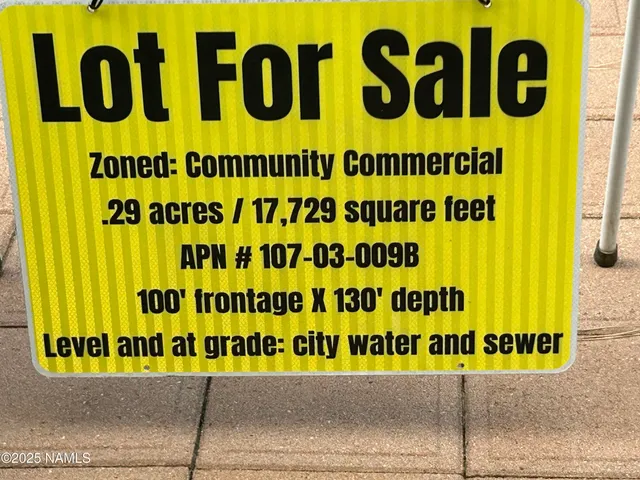 Lot For Sale
Zoned: Community Commercial
.29 acres / 17,729 square feet
APN # 107-03-009B
100' frontage X 130' depth
Level and at grade: city water and sewer
©2025 NAMLS